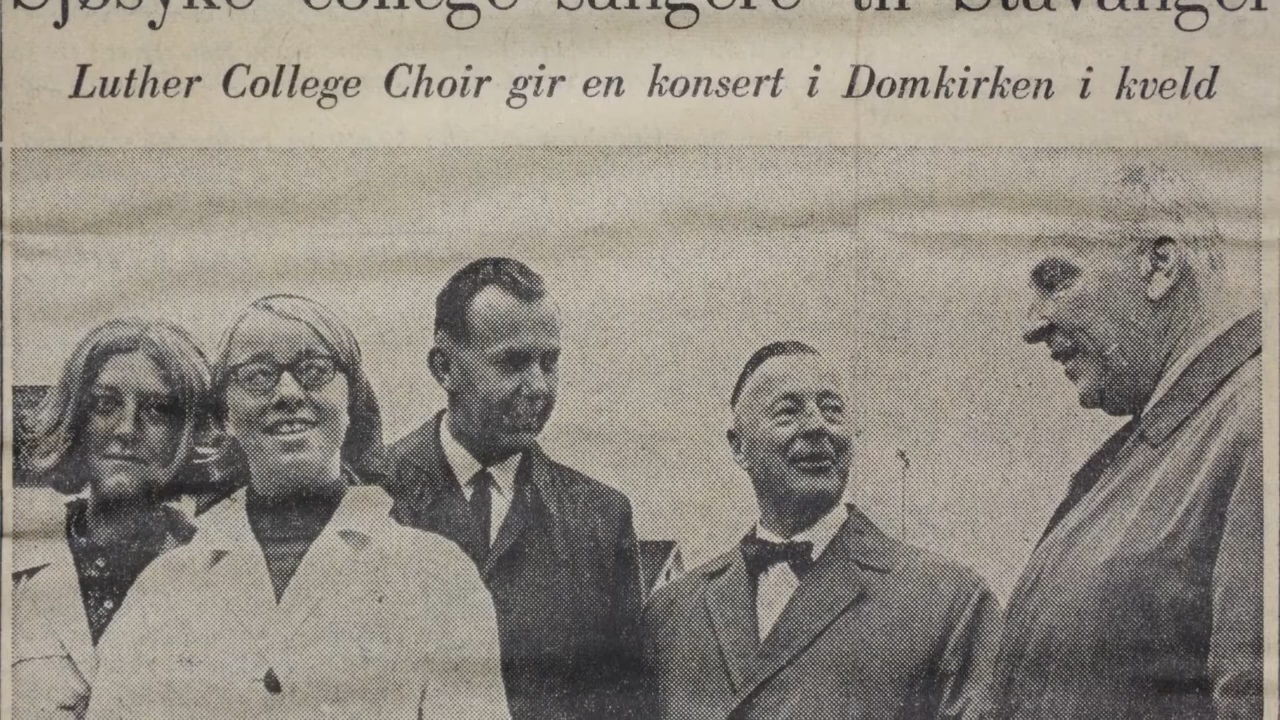 Sjøsyke college-sangere til Stavanger
Luther College Choir gir en konsert i Domkirken i kveld